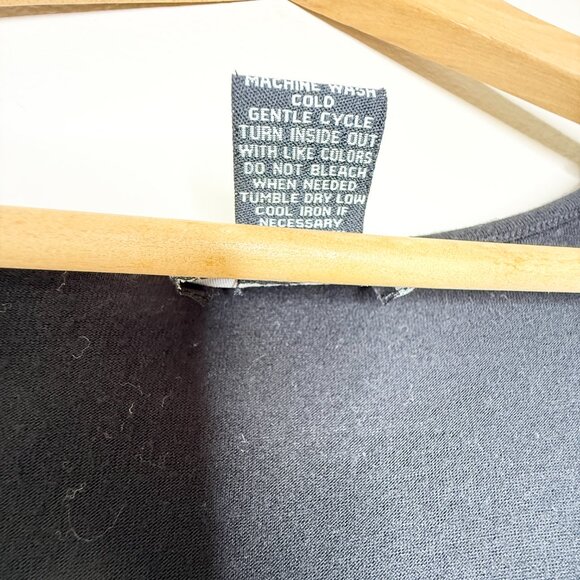 MACHINE WASH
COLD
GENTLE CYCLE
TURN INSIDE OUT
WITH LIKE COLORS
DO NOT BLEACH
WHEN NEEDED
TUMBLE DRY LOW
COOL IRON IF
NECESSARY